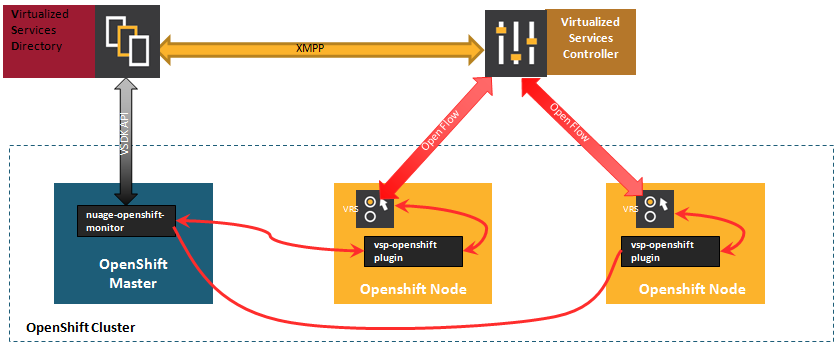 Virtualized
Services
Directory
XMPP
Virtualized
Services
Controller
VSDK API
Open Flow
Open Flow
nuage-openshift-
monitor
OpenShift
Master
VRS
vsp-openshift
plugin
Openshift Node
VRS
vsp-openshift
plugin
Openshift Node
OpenShift Cluster